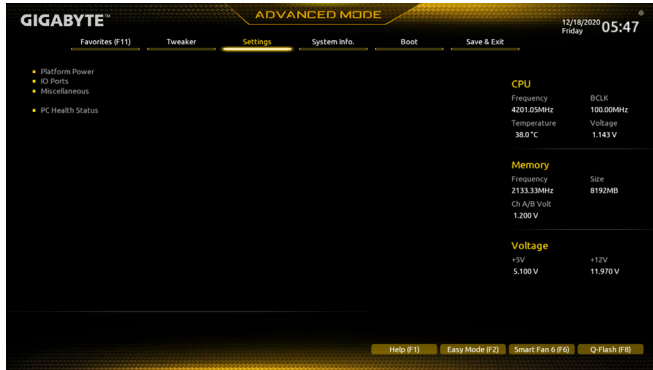 GIGABYTE™
ADVANCED MODE
12/18/2020 Friday 05:47
Favorites (F11) Tweaker Settings System Info. Boot Save & Exit
Platform Power
IO Ports
Miscellaneous
PC Health Status
CPU
Frequency BCLK
4201.05MHz 100.00MHz
Temperature Voltage
38.0 °C 1.143 V
Memory
Frequency Size
2133.33MHz 8192MB
Ch A/B Volt
1.200 V
Voltage
+5V +12V
5.100 V 11.970 V
Help (F1) Easy Mode (F2) Smart Fan 6 (F6) Q-Flash (F8)